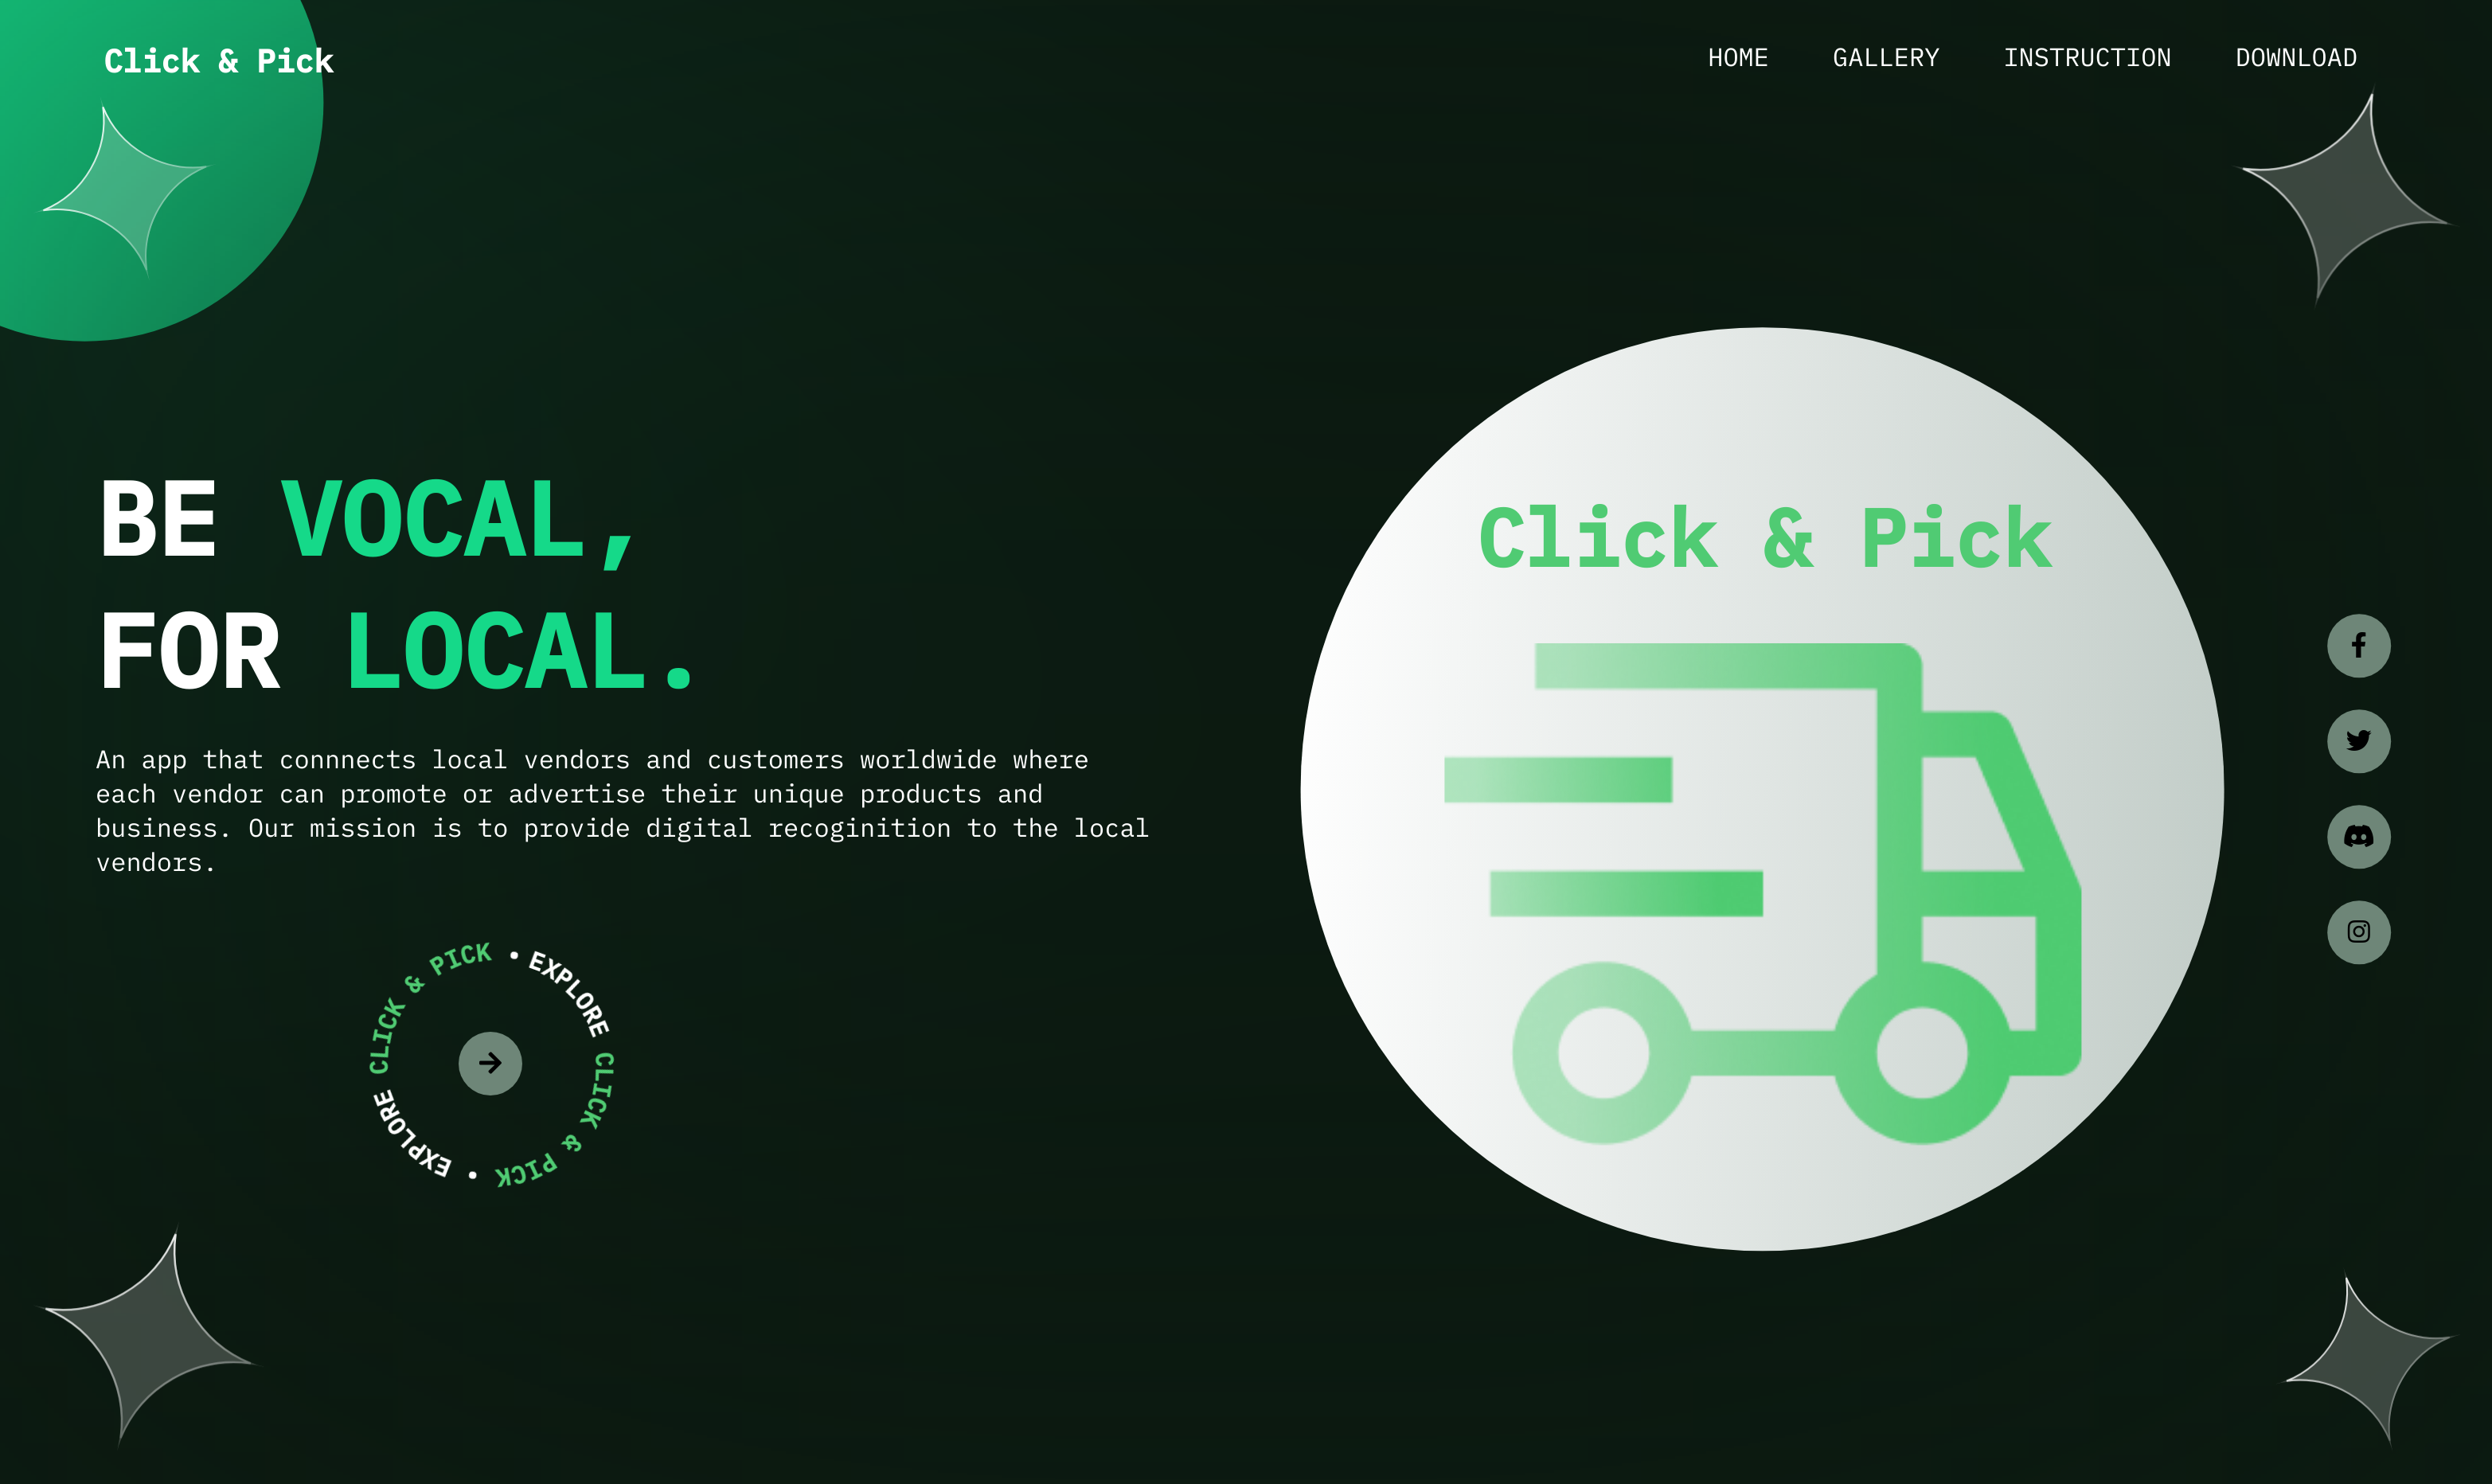 Click & Pick
HOME GALLERY INSTRUCTION DOWNLOAD
BE VOCAL,
FOR LOCAL.
An app that connnects local vendors and customers worldwide where
each vendor can promote or advertise their unique products and
business. Our mission is to provide digital recoginition to the local
vendors.
CLICK & PICK • EXPLORE CLICK & PICK • EXPLORE
Click & Pick